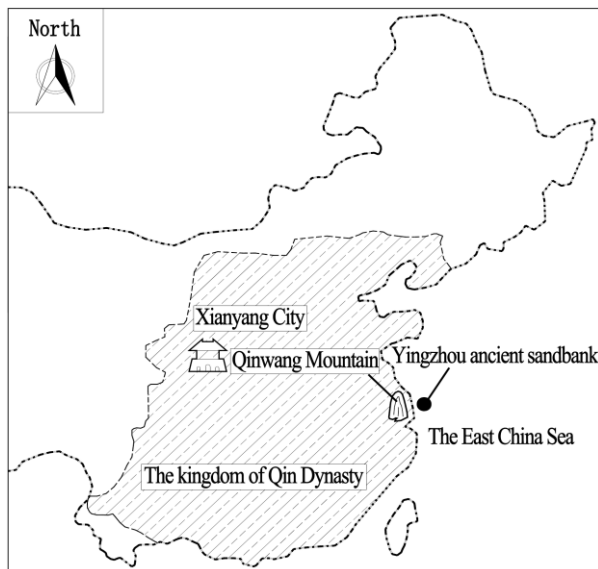 North
Xianyang City
Qinwang Mountain
Yingzhou ancient sandbank
The East China Sea
The kingdom of Qin Dynasty